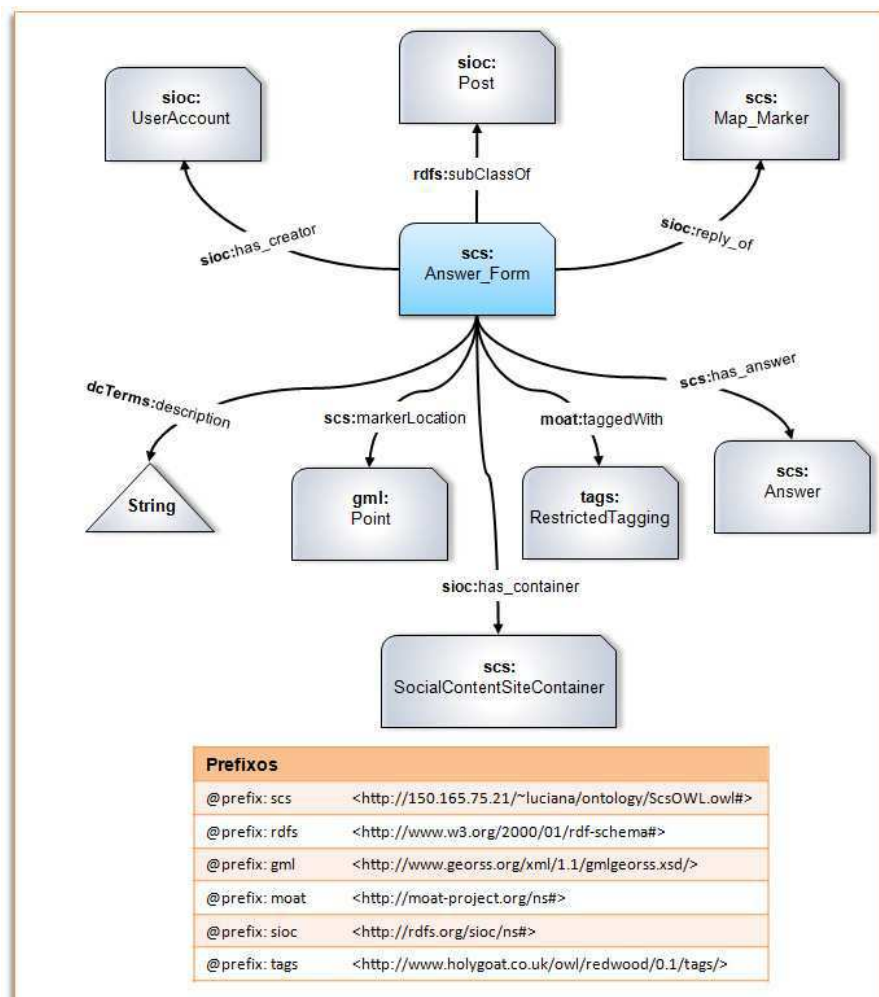 sioc:
Post
sioc:
UserAccount
scs:
Map_Marker
rdfs:subClassOf
sioc:has_creator
sioc:reply_of
scs:
Answer_Form
dcTerms:description
scs:markerLocation
moat:taggedWith
scs:has_answer
String
gml:
Point
tags:
RestrictedTagging
scs:
Answer
sioc:has_container
scs:
SocialContentSiteContainer
Prefixos
@prefix: scs <http://150.165.75.21/~luciana/ontology/ScsOWL.owl#>
@prefix: rdfs <http://www.w3.org/2000/01/rdf-schema#>
@prefix: gml <http://www.georss.org/xml/1.1/gmlgeorss.xsd/>
@prefix: moat <http://moat-project.org/ns#>
@prefix: sioc <http://rdfs.org/sioc/ns#>
@prefix: tags <http://www.holygoat.co.uk/owl/redwood/0.1/tags/>